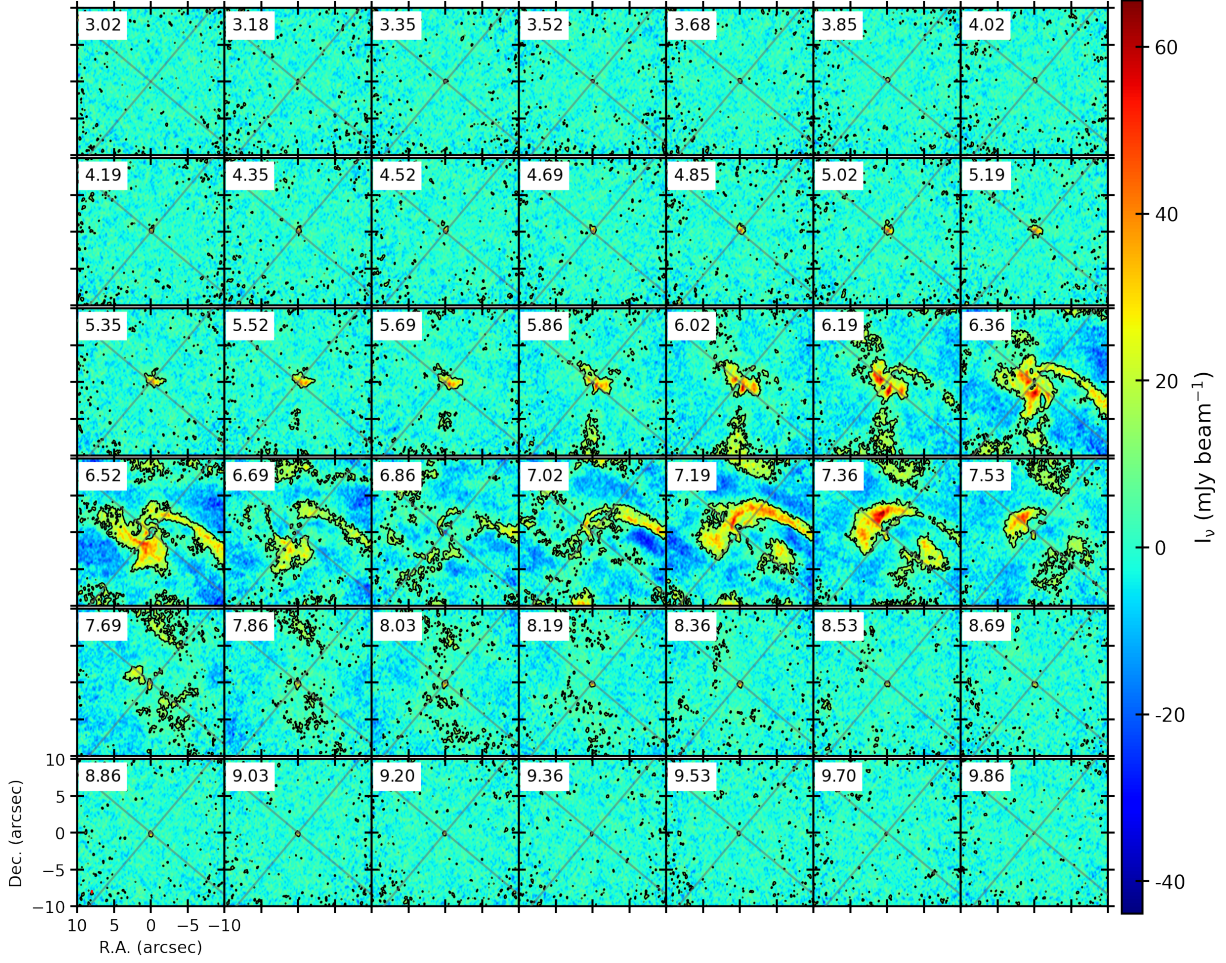 3.02 3.18 3.35 3.52 3.68 3.85 4.02
4.19 4.35 4.52 4.69 4.85 5.02 5.19
5.35 5.52 5.69 5.86 6.02 6.19 6.36
6.52 6.69 6.86 7.02 7.19 7.36 7.53
7.69 7.86 8.03 8.19 8.36 8.53 8.69
8.86 9.03 9.20 9.36 9.53 9.70 9.86
10
5
0
−5
−10
Dec. (arcsec)
10 5 0 −5 −10
R.A. (arcsec)
60
40
20
0
-20
-40
Iν (mJy beam⁻¹)